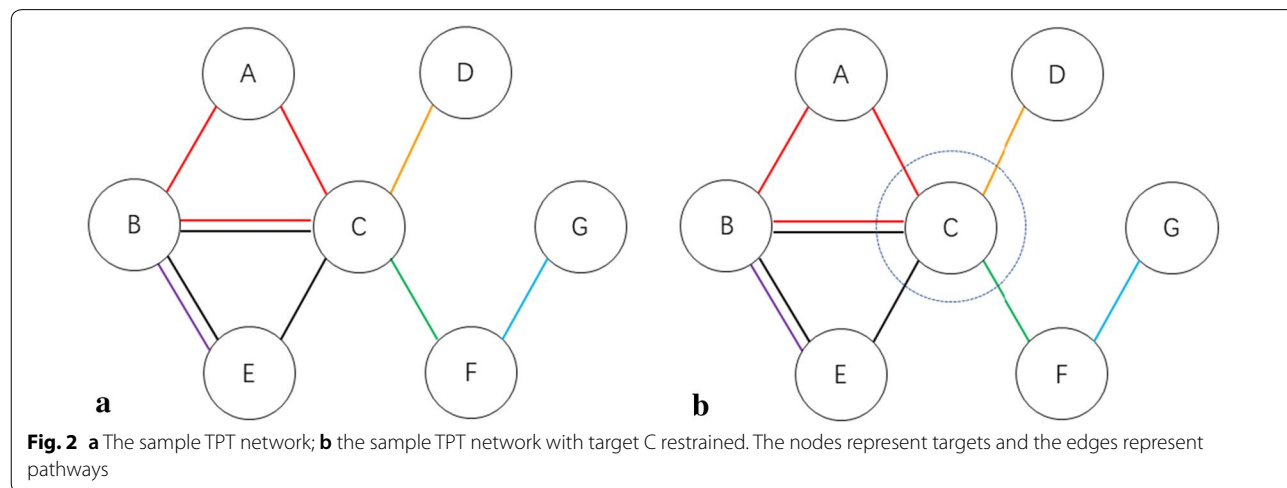 A
D
B
C
G
E
F
a
A
D
B
C
G
E
F
b
Fig. 2 a The sample TPT network; b the sample TPT network with target C restrained. The nodes represent targets and the edges represent
pathways